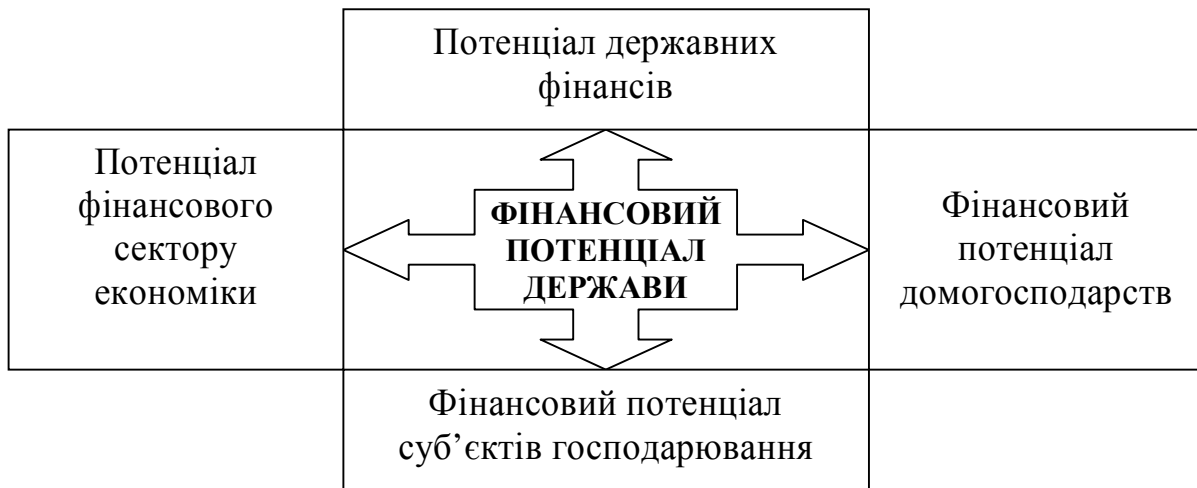 Потенціал державних
фінансів
Потенціал
фінансового
сектору
економіки
ФІНАНСОВИЙ
ПОТЕНЦІАЛ
ДЕРЖАВИ
Фінансовий
потенціал
домогосподарств
Фінансовий потенціал
суб’єктів господарювання